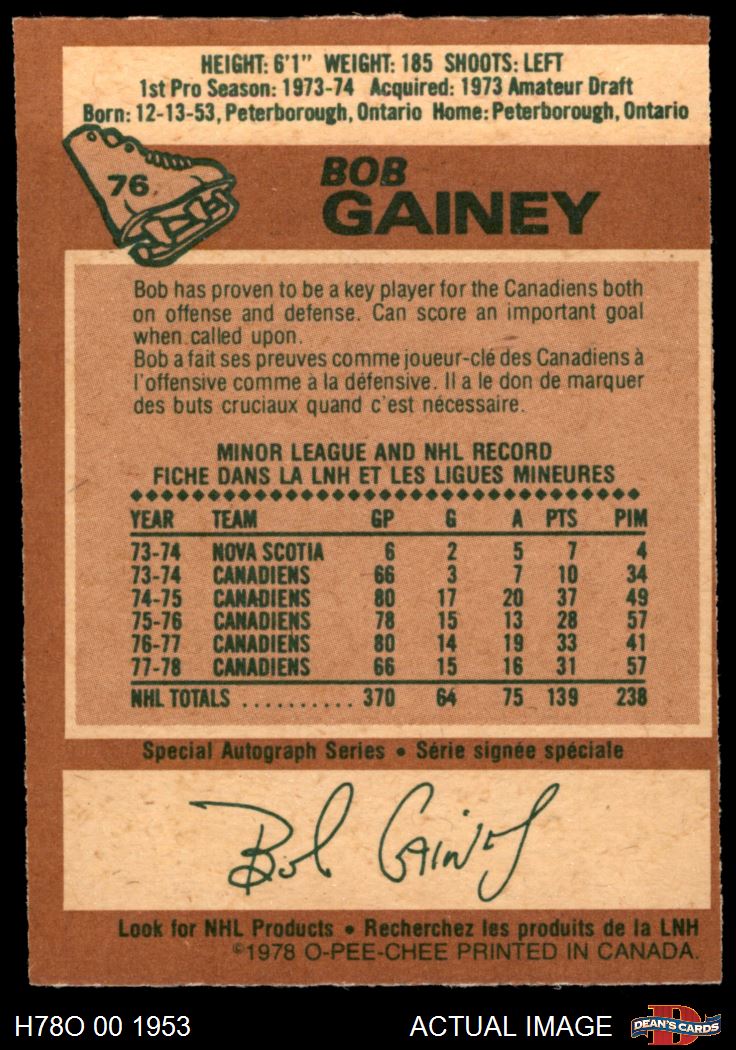 HEIGHT: 6'1" WEIGHT: 185 SHOOTS: LEFT
1st Pro Season: 1973-74 Acquired: 1973 Amateur Draft
Born: 12-13-53, Peterborough, Ontario Home: Peterborough, Ontario
76
BOB
GAINEY
Bob has proven to be a key player for the Canadiens both
on offense and defense. Can score an important goal
when called upon.
Bob a fait ses preuves comme joueur-clé des Canadiens à
l'offensive comme à la défensive. Il a le don de marquer
des buts cruciaux quand c'est nécessaire.
MINOR LEAGUE AND NHL RECORD
FICHE DANS LA LNH ET LES LIGUES MINEURES
YEAR TEAM GP G A PTS PIM
73-74 NOVA SCOTIA 6 2 5 7 4
73-74 CANADIENS 66 3 7 10 34
74-75 CANADIENS 80 17 20 37 49
75-76 CANADIENS 78 15 13 28 57
76-77 CANADIENS 80 14 19 33 41
77-78 CANADIENS 66 15 16 31 57
NHL TOTALS .......... 370 64 75 139 238
Special Autograph Series • Série signée spéciale
Bob Gainey
Look for NHL Products • Recherchez les produits de la LNH
©1978 O-PEE-CHEE PRINTED IN CANADA.
H78O 00 1953 ACTUAL IMAGE DEAN'S CARDS